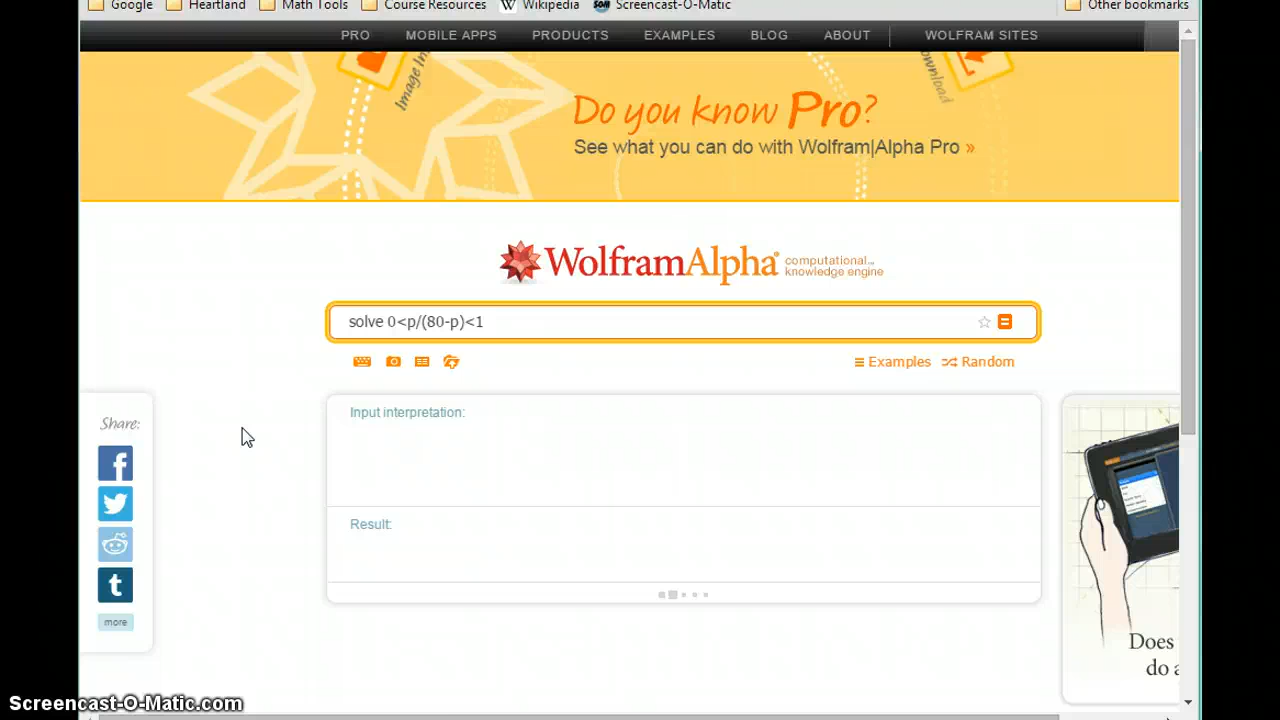 Google Heartland Math Tools Course Resources W Wikipedia SOM Screencast-O-Matic Other bookmarks
PRO MOBILE APPS PRODUCTS EXAMPLES BLOG ABOUT WOLFRAM SITES
Download
Do you know Pro?
See what you can do with Wolfram|Alpha Pro »
WolframAlpha computational...
knowledge engine
solve 0<p/(80-p)<1
Examples Random
Input interpretation:
Share:
f
Result:
t
more
Does
do a
Screencast-O-Matic.com